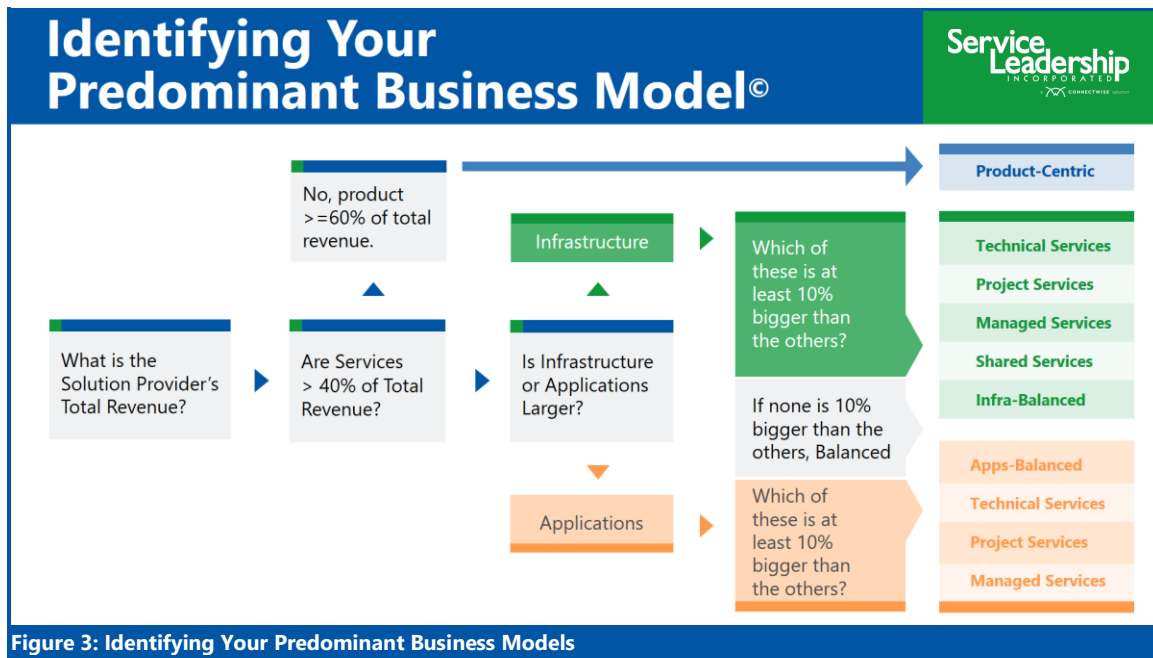 Identifying Your
Predominant Business Model©
Service
Leadership
INCORPORATED
a CONNECTWISE solution
No, product
>=60% of total
revenue.
Product-Centric
Infrastructure
Which of
these is at
least 10%
bigger than
the others?
Technical Services
Project Services
Managed Services
Shared Services
Infra-Balanced
What is the
Solution Provider’s
Total Revenue?
Are Services
> 40% of Total
Revenue?
Is Infrastructure
or Applications
Larger?
If none is 10%
bigger than the
others, Balanced
Applications
Which of
these is at
least 10%
bigger than
the others?
Apps-Balanced
Technical Services
Project Services
Managed Services
Figure 3: Identifying Your Predominant Business Models